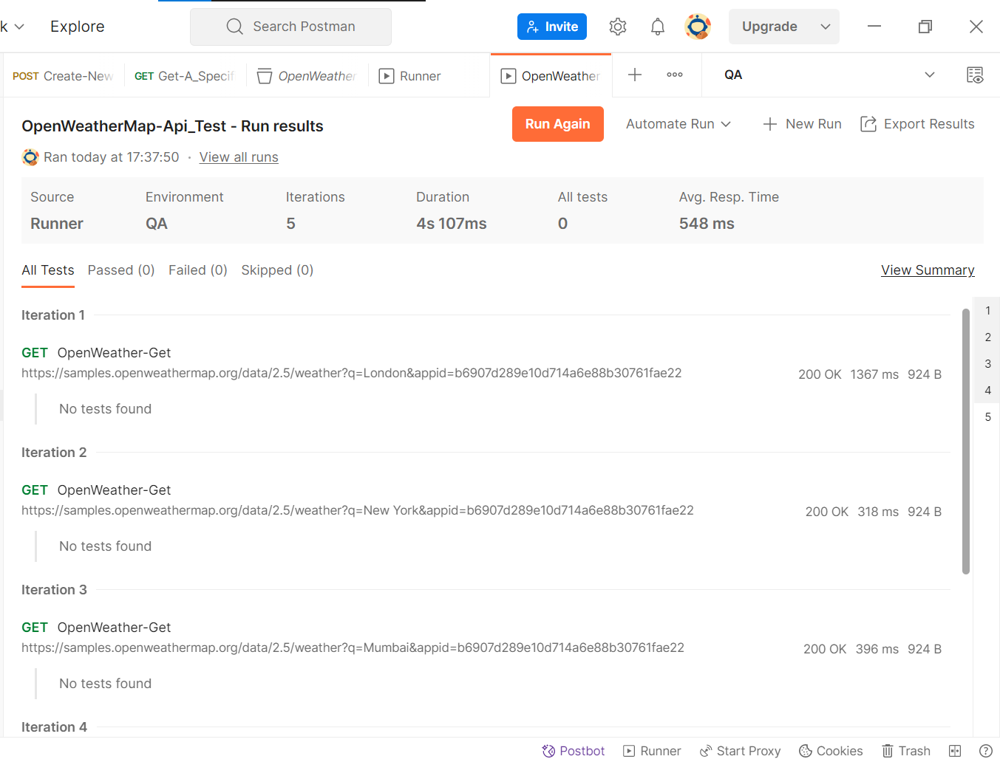 k Explore Search Postman Invite Upgrade
POST Create-New GET Get-A_Specif OpenWeather Runner OpenWeather QA
OpenWeatherMap-Api_Test - Run results Run Again Automate Run New Run Export Results
Ran today at 17:37:50 · View all runs
Source Environment Iterations Duration All tests Avg. Resp. Time
Runner QA 5 4s 107ms 0 548 ms
All Tests Passed (0) Failed (0) Skipped (0) View Summary
Iteration 1
GET OpenWeather-Get
https://samples.openweathermap.org/data/2.5/weather?q=London&appid=b6907d289e10d714a6e88b30761fae22 200 OK 1367 ms 924 B
No tests found
Iteration 2
GET OpenWeather-Get
https://samples.openweathermap.org/data/2.5/weather?q=New York&appid=b6907d289e10d714a6e88b30761fae22 200 OK 318 ms 924 B
No tests found
Iteration 3
GET OpenWeather-Get
https://samples.openweathermap.org/data/2.5/weather?q=Mumbai&appid=b6907d289e10d714a6e88b30761fae22 200 OK 396 ms 924 B
No tests found
Iteration 4
1
2
3
4
5
Postbot Runner Start Proxy Cookies Trash